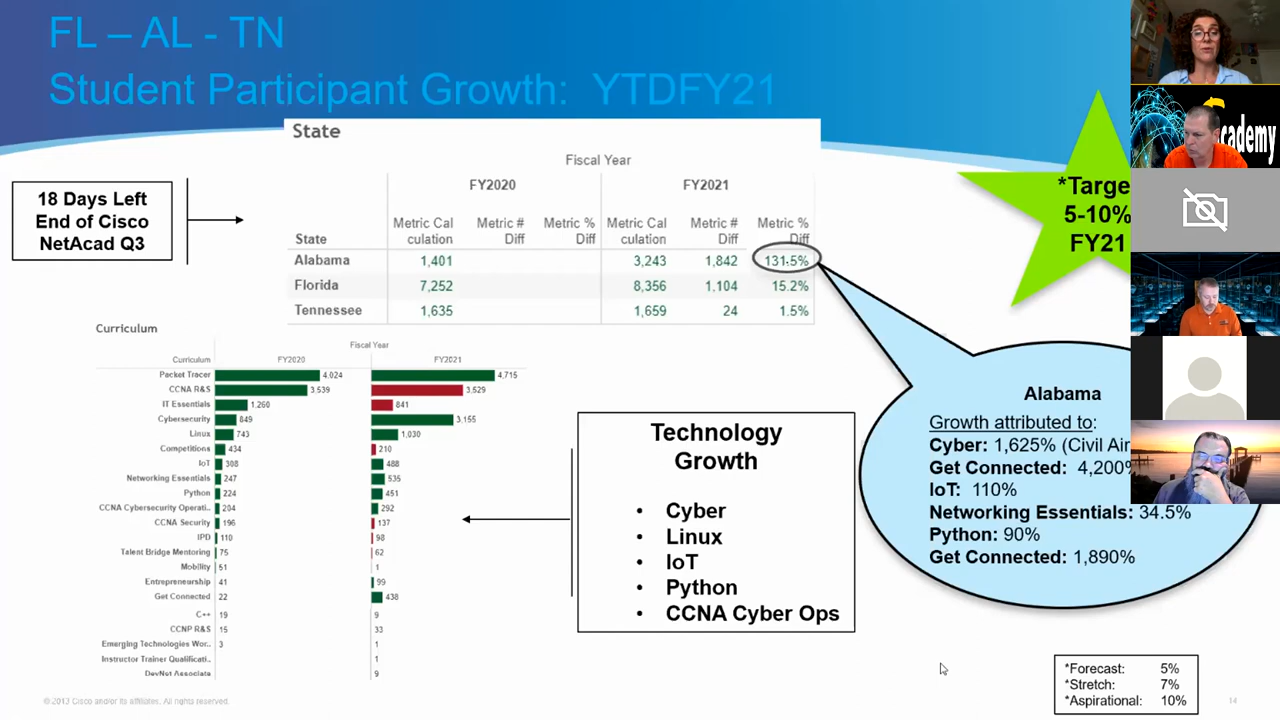 FL – AL - TN
Student Participant Growth: YTDFY21
18 Days Left
End of Cisco
NetAcad Q3
State
Fiscal Year
FY2020 FY2021
Metric Cal Metric # Metric % Metric Cal Metric # Metric %
State culation Diff Diff culation Diff Diff
Alabama 1,401 3,243 1,842 131.5%
Florida 7,252 8,356 1,104 15.2%
Tennessee 1,635 1,659 24 1.5%
*Targe
5-10%
FY21
cademy
Curriculum
Fiscal Year
Curriculum FY2020 FY2021
Packet Tracer 4,024 4,715
CCNA R&S 3,539 3,529
IT Essentials 1,260 841
Cybersecurity 849 3,155
Linux 743 1,030
Competitions 434 210
IoT 308 488
Networking Essentials 247 535
Python 224 451
CCNA Cybersecurity Operati.. 204 292
CCNA Security 196 137
IPD 110 98
Talent Bridge Mentoring 75 62
Mobility 51 1
Entrepreneurship 41 99
Get Connected 22 438
C++ 19 9
CCNP R&S 15 33
Emerging Technologies Wor.. 3 1
Instructor Trainer Qualificati.. 1
DevNet Associate 9
Technology
Growth
• Cyber
• Linux
• IoT
• Python
• CCNA Cyber Ops
Alabama
Growth attributed to:
Cyber: 1,625% (Civil Air
Get Connected: 4,200%
IoT: 110%
Networking Essentials: 34.5%
Python: 90%
Get Connected: 1,890%
*Forecast: 5%
*Stretch: 7%
*Aspirational: 10%
© 2013 Cisco and/or its affiliates. All rights reserved.
14